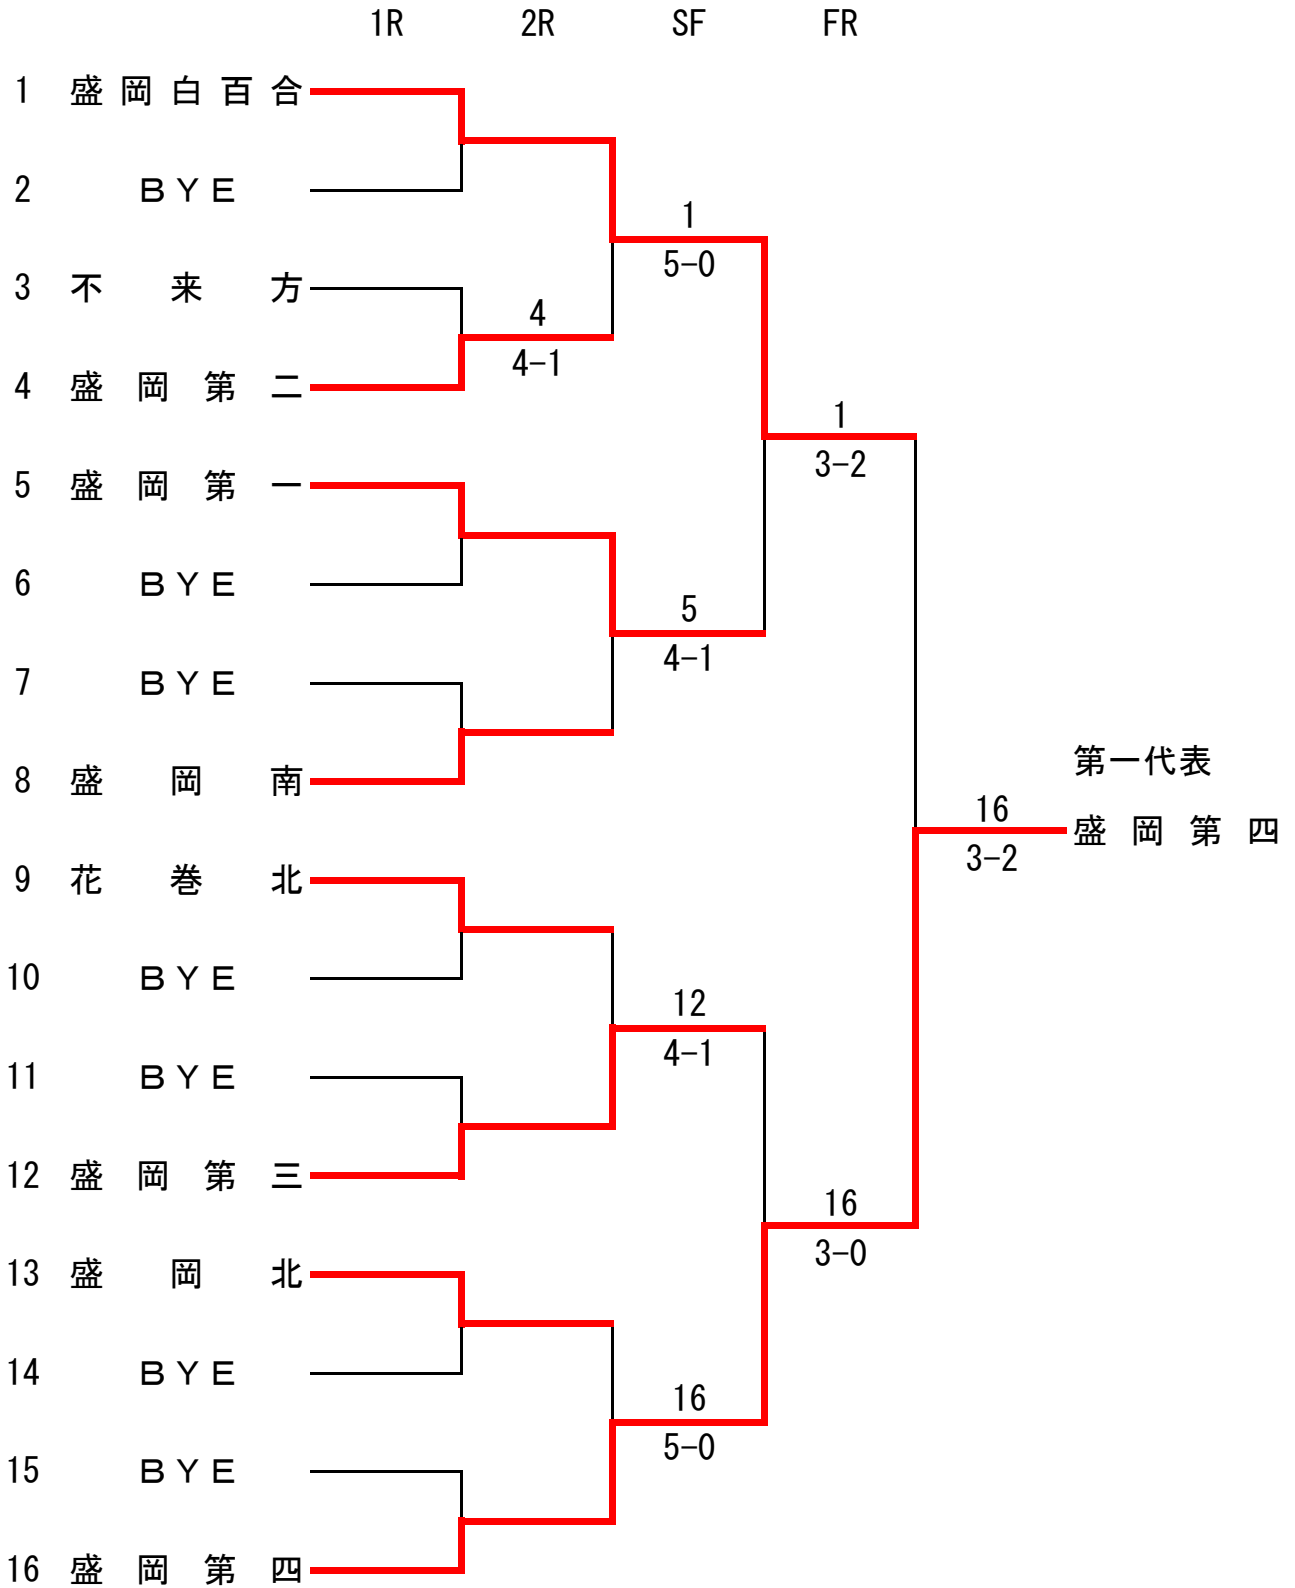 1R 2R SF FR
1 盛岡白百合
2 BYE
1
5-0
3 不来方
4
4-1
4 盛岡第二
1
3-2
5 盛岡第一
6 BYE
5
4-1
7 BYE
8 盛岡南
第一代表
16
盛岡第四
3-2
9 花巻北
10 BYE
12
4-1
11 BYE
12 盛岡第三
16
3-0
13 盛岡北
14 BYE
16
5-0
15 BYE
16 盛岡第四